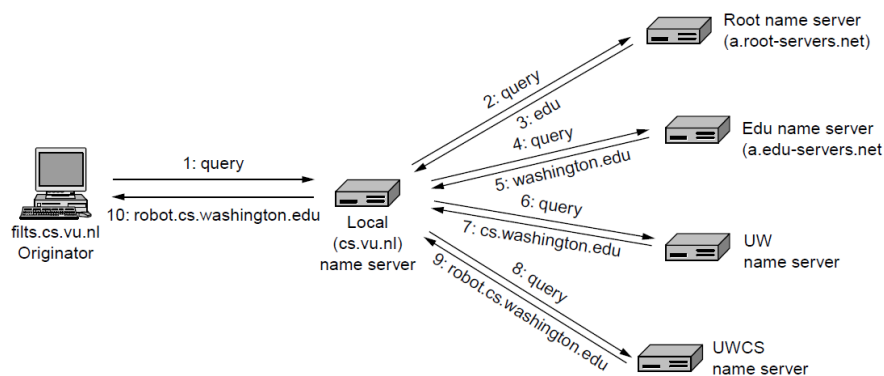 Root name server
(a.root-servers.net)
2: query
3: edu
4: query
5: washington.edu
Edu name server
(a.edu-servers.net
1: query
10: robot.cs.washington.edu
filts.cs.vu.nl
Originator
Local
(cs.vu.nl)
name server
6: query
7: cs.washington.edu
UW
name server
8: query
9: robot.cs.washington.edu
UWCS
name server